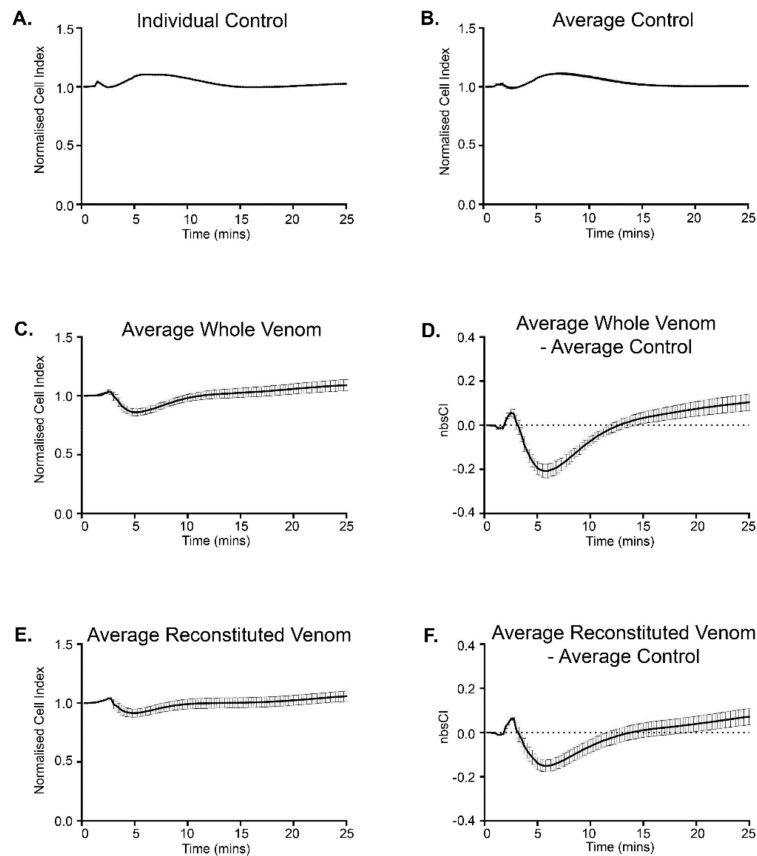 A.
Individual Control
Normalised Cell Index
1.5
1.0
0.5
0.0
0 5 10 15 20 25
Time (mins)
B.
Average Control
Normalised Cell Index
1.5
1.0
0.5
0.0
0 5 10 15 20 25
Time (mins)
C.
Average Whole Venom
Normalised Cell Index
1.5
1.0
0.5
0.0
0 5 10 15 20 25
Time (mins)
D.
Average Whole Venom
- Average Control
nbsCI
0.4
0.2
0.0
-0.2
-0.4
0 5 10 15 20 25
Time (mins)
E.
Average Reconstituted Venom
Normalised Cell Index
1.5
1.0
0.5
0.0
0 5 10 15 20 25
Time (mins)
F.
Average Reconstituted Venom
- Average Control
nbsCI
0.4
0.2
0.0
-0.2
-0.4
0 5 10 15 20 25
Time (mins)